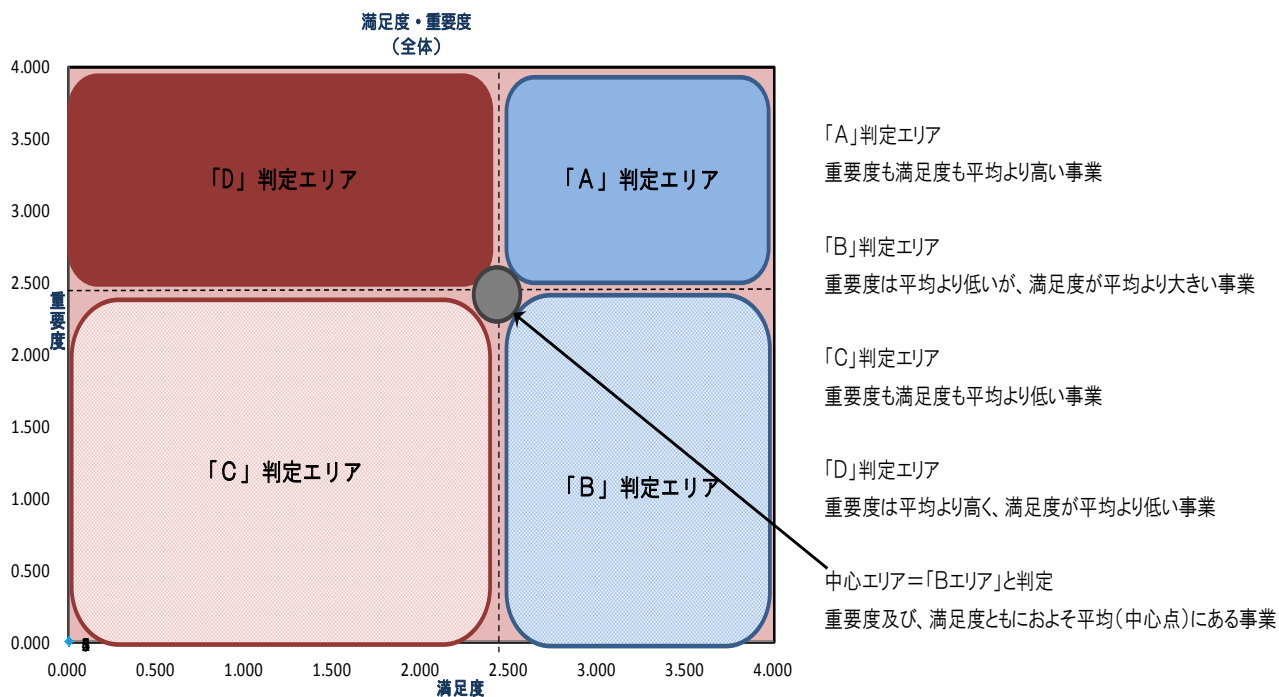 満足度・重要度
（全体）
4.000
3.500
3.000
2.500
2.000
1.500
1.000
0.500
0.000
重要度
「D」判定エリア
「A」判定エリア
「C」判定エリア
「B」判定エリア
0.000 0.500 1.000 1.500 2.000 2.500 3.000 3.500 4.000
満足度
「A」判定エリア
重要度も満足度も平均より高い事業
「B」判定エリア
重要度は平均より低いが、満足度が平均より大きい事業
「C」判定エリア
重要度も満足度も平均より低い事業
「D」判定エリア
重要度は平均より高く、満足度が平均より低い事業
中心エリア＝「Bエリア」と判定
重要度及び、満足度ともにおよそ平均（中心点）にある事業